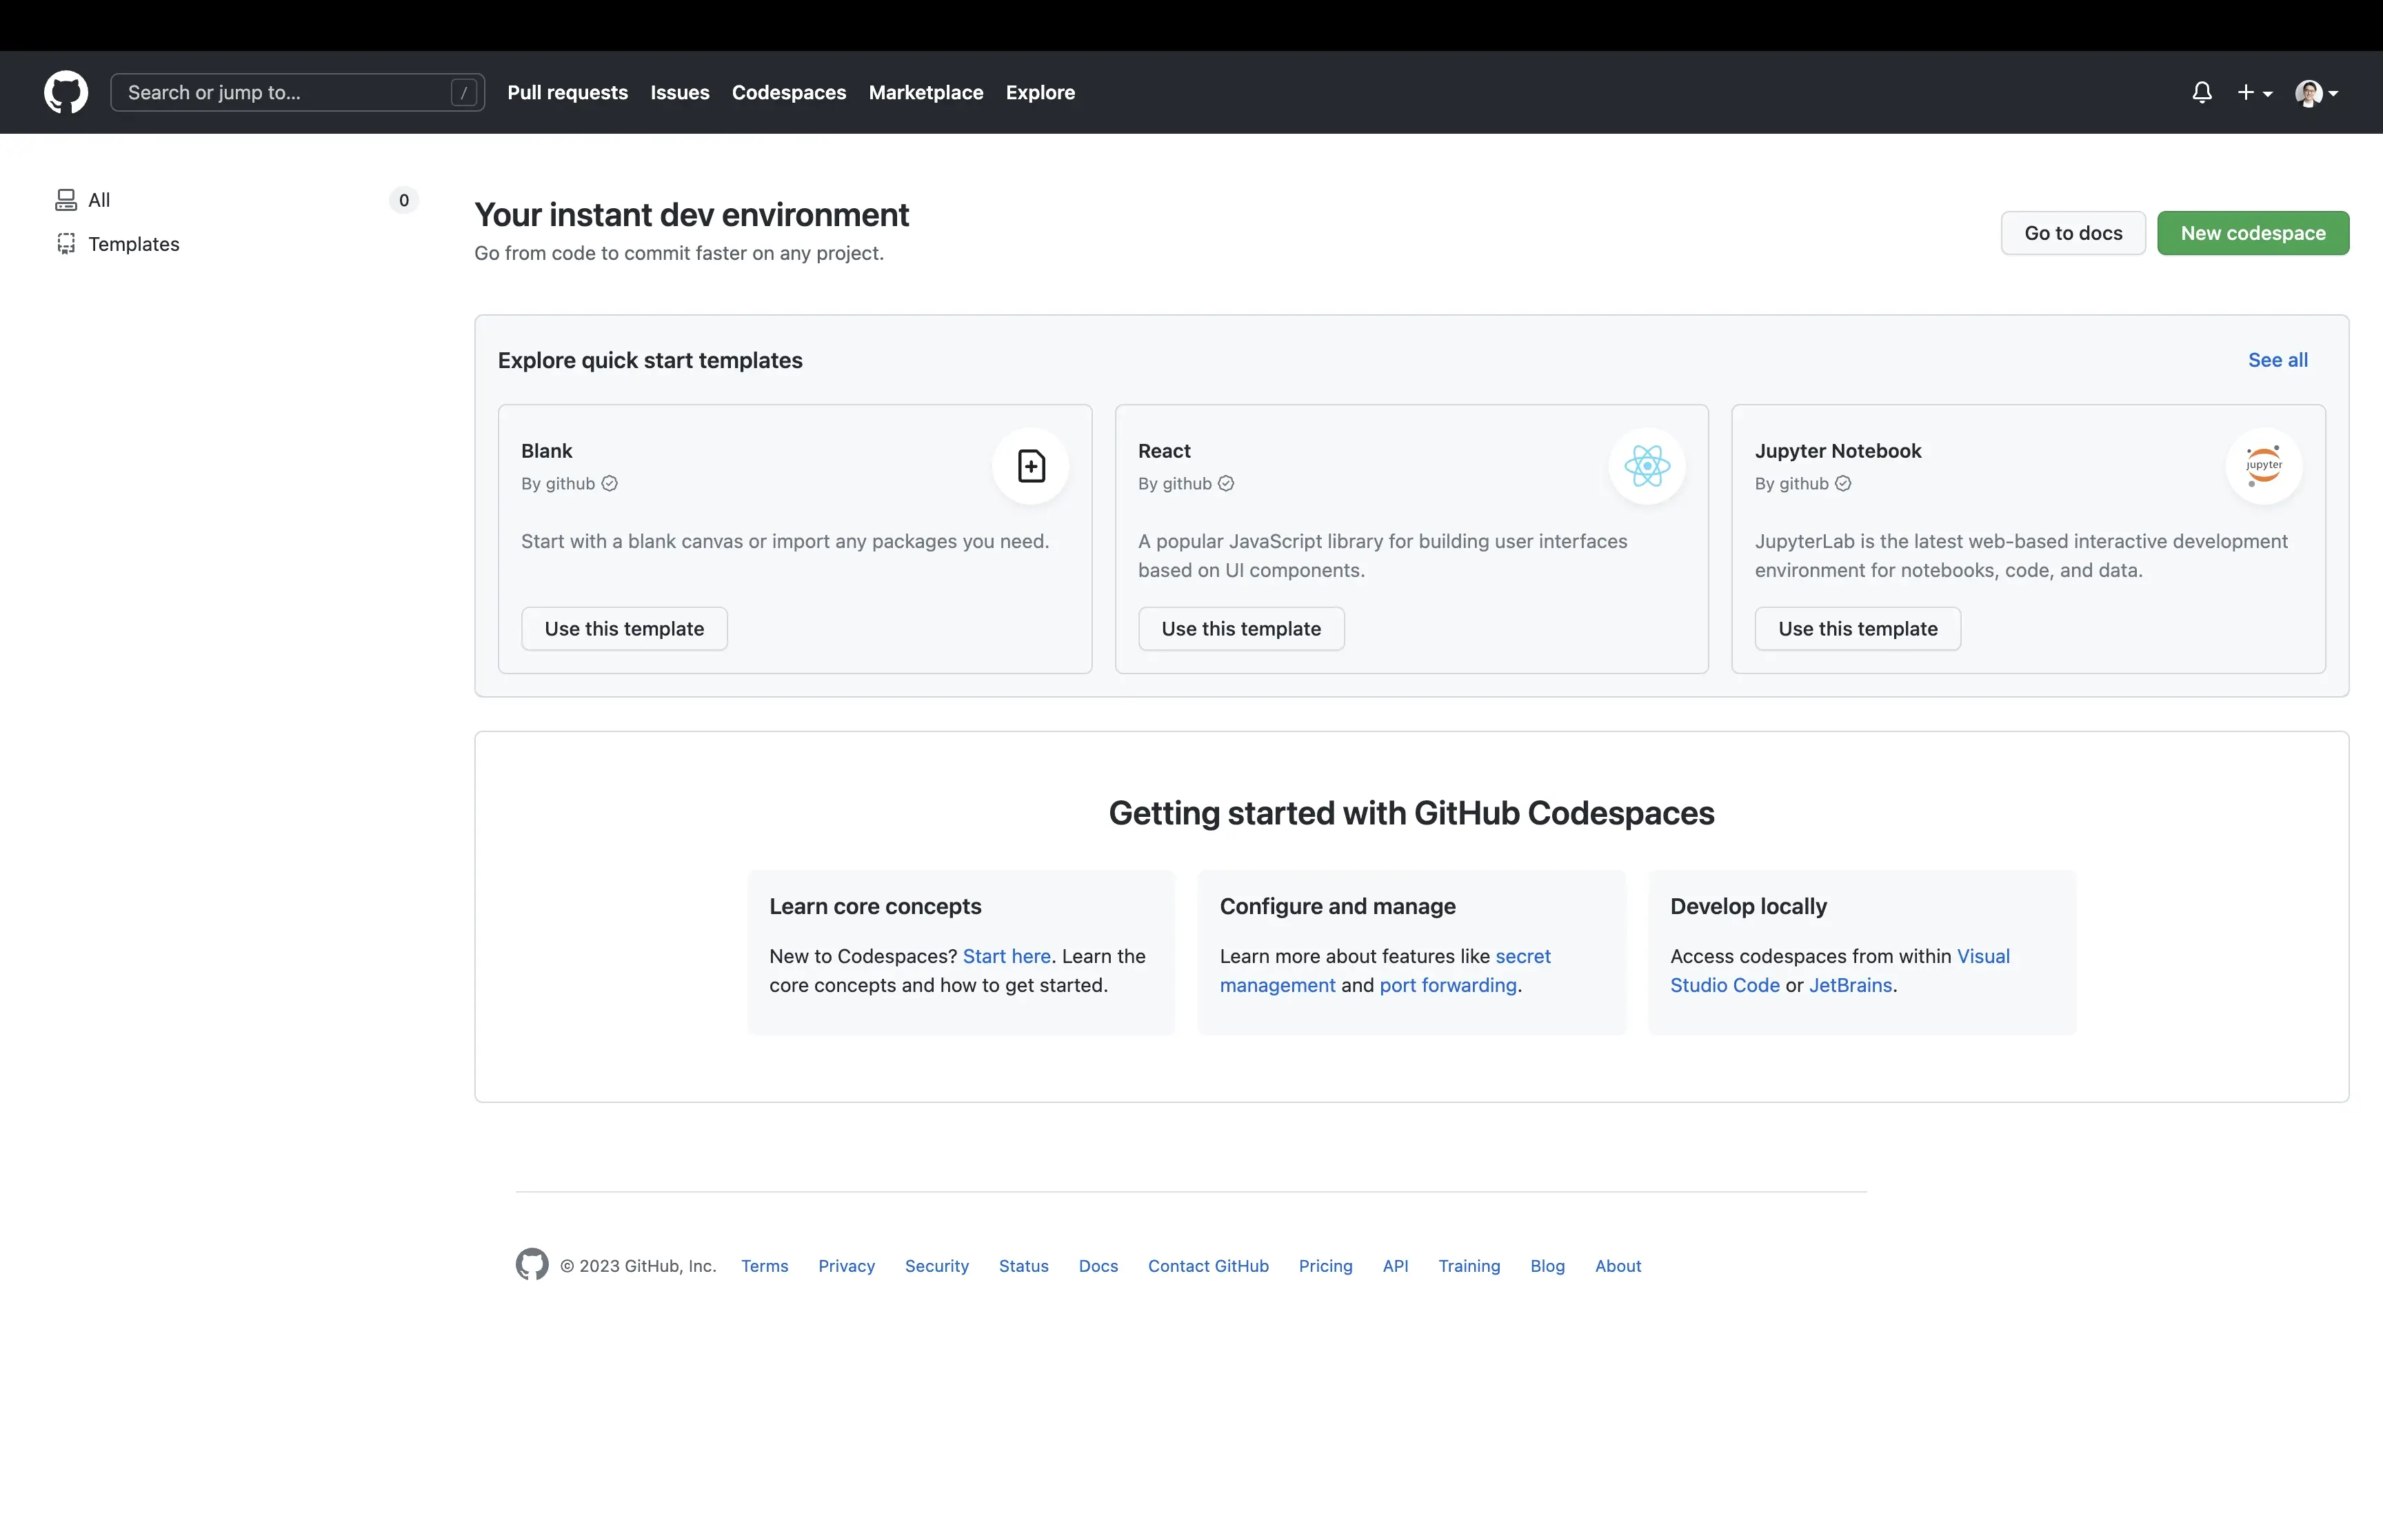 Search or jump to...
/
Pull requests
Issues
Codespaces
Marketplace
Explore
All
0
Templates
Your instant dev environment
Go from code to commit faster on any project.
Go to docs
New codespace
Explore quick start templates
See all
Blank
By github
Start with a blank canvas or import any packages you need.
Use this template
React
By github
A popular JavaScript library for building user interfaces
based on UI components.
Use this template
Jupyter Notebook
By github
jupyter
JupyterLab is the latest web-based interactive development
environment for notebooks, code, and data.
Use this template
Getting started with GitHub Codespaces
Learn core concepts
New to Codespaces? Start here. Learn the
core concepts and how to get started.
Configure and manage
Learn more about features like secret
management and port forwarding.
Develop locally
Access codespaces from within Visual
Studio Code or JetBrains.
© 2023 GitHub, Inc.
Terms
Privacy
Security
Status
Docs
Contact GitHub
Pricing
API
Training
Blog
About